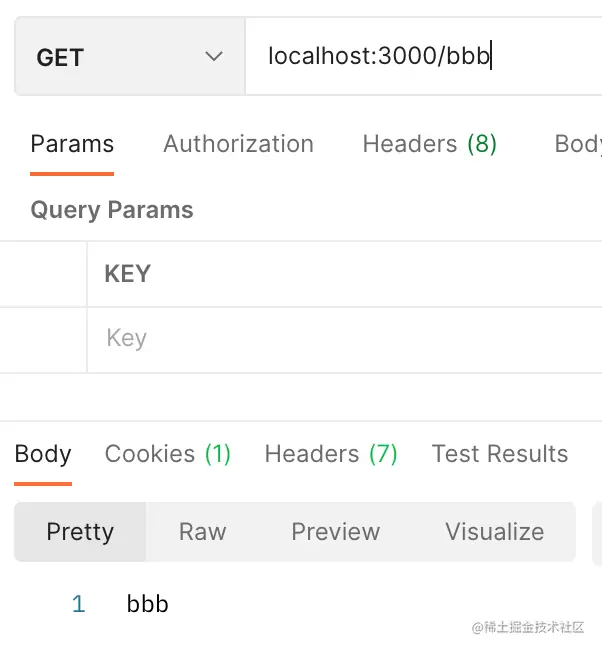 GET localhost:3000/bbb
Params Authorization Headers (8) Body
Query Params
KEY
Key
Body Cookies (1) Headers (7) Test Results
Pretty Raw Preview Visualize
1 bbb
@稀土掘金技术社区